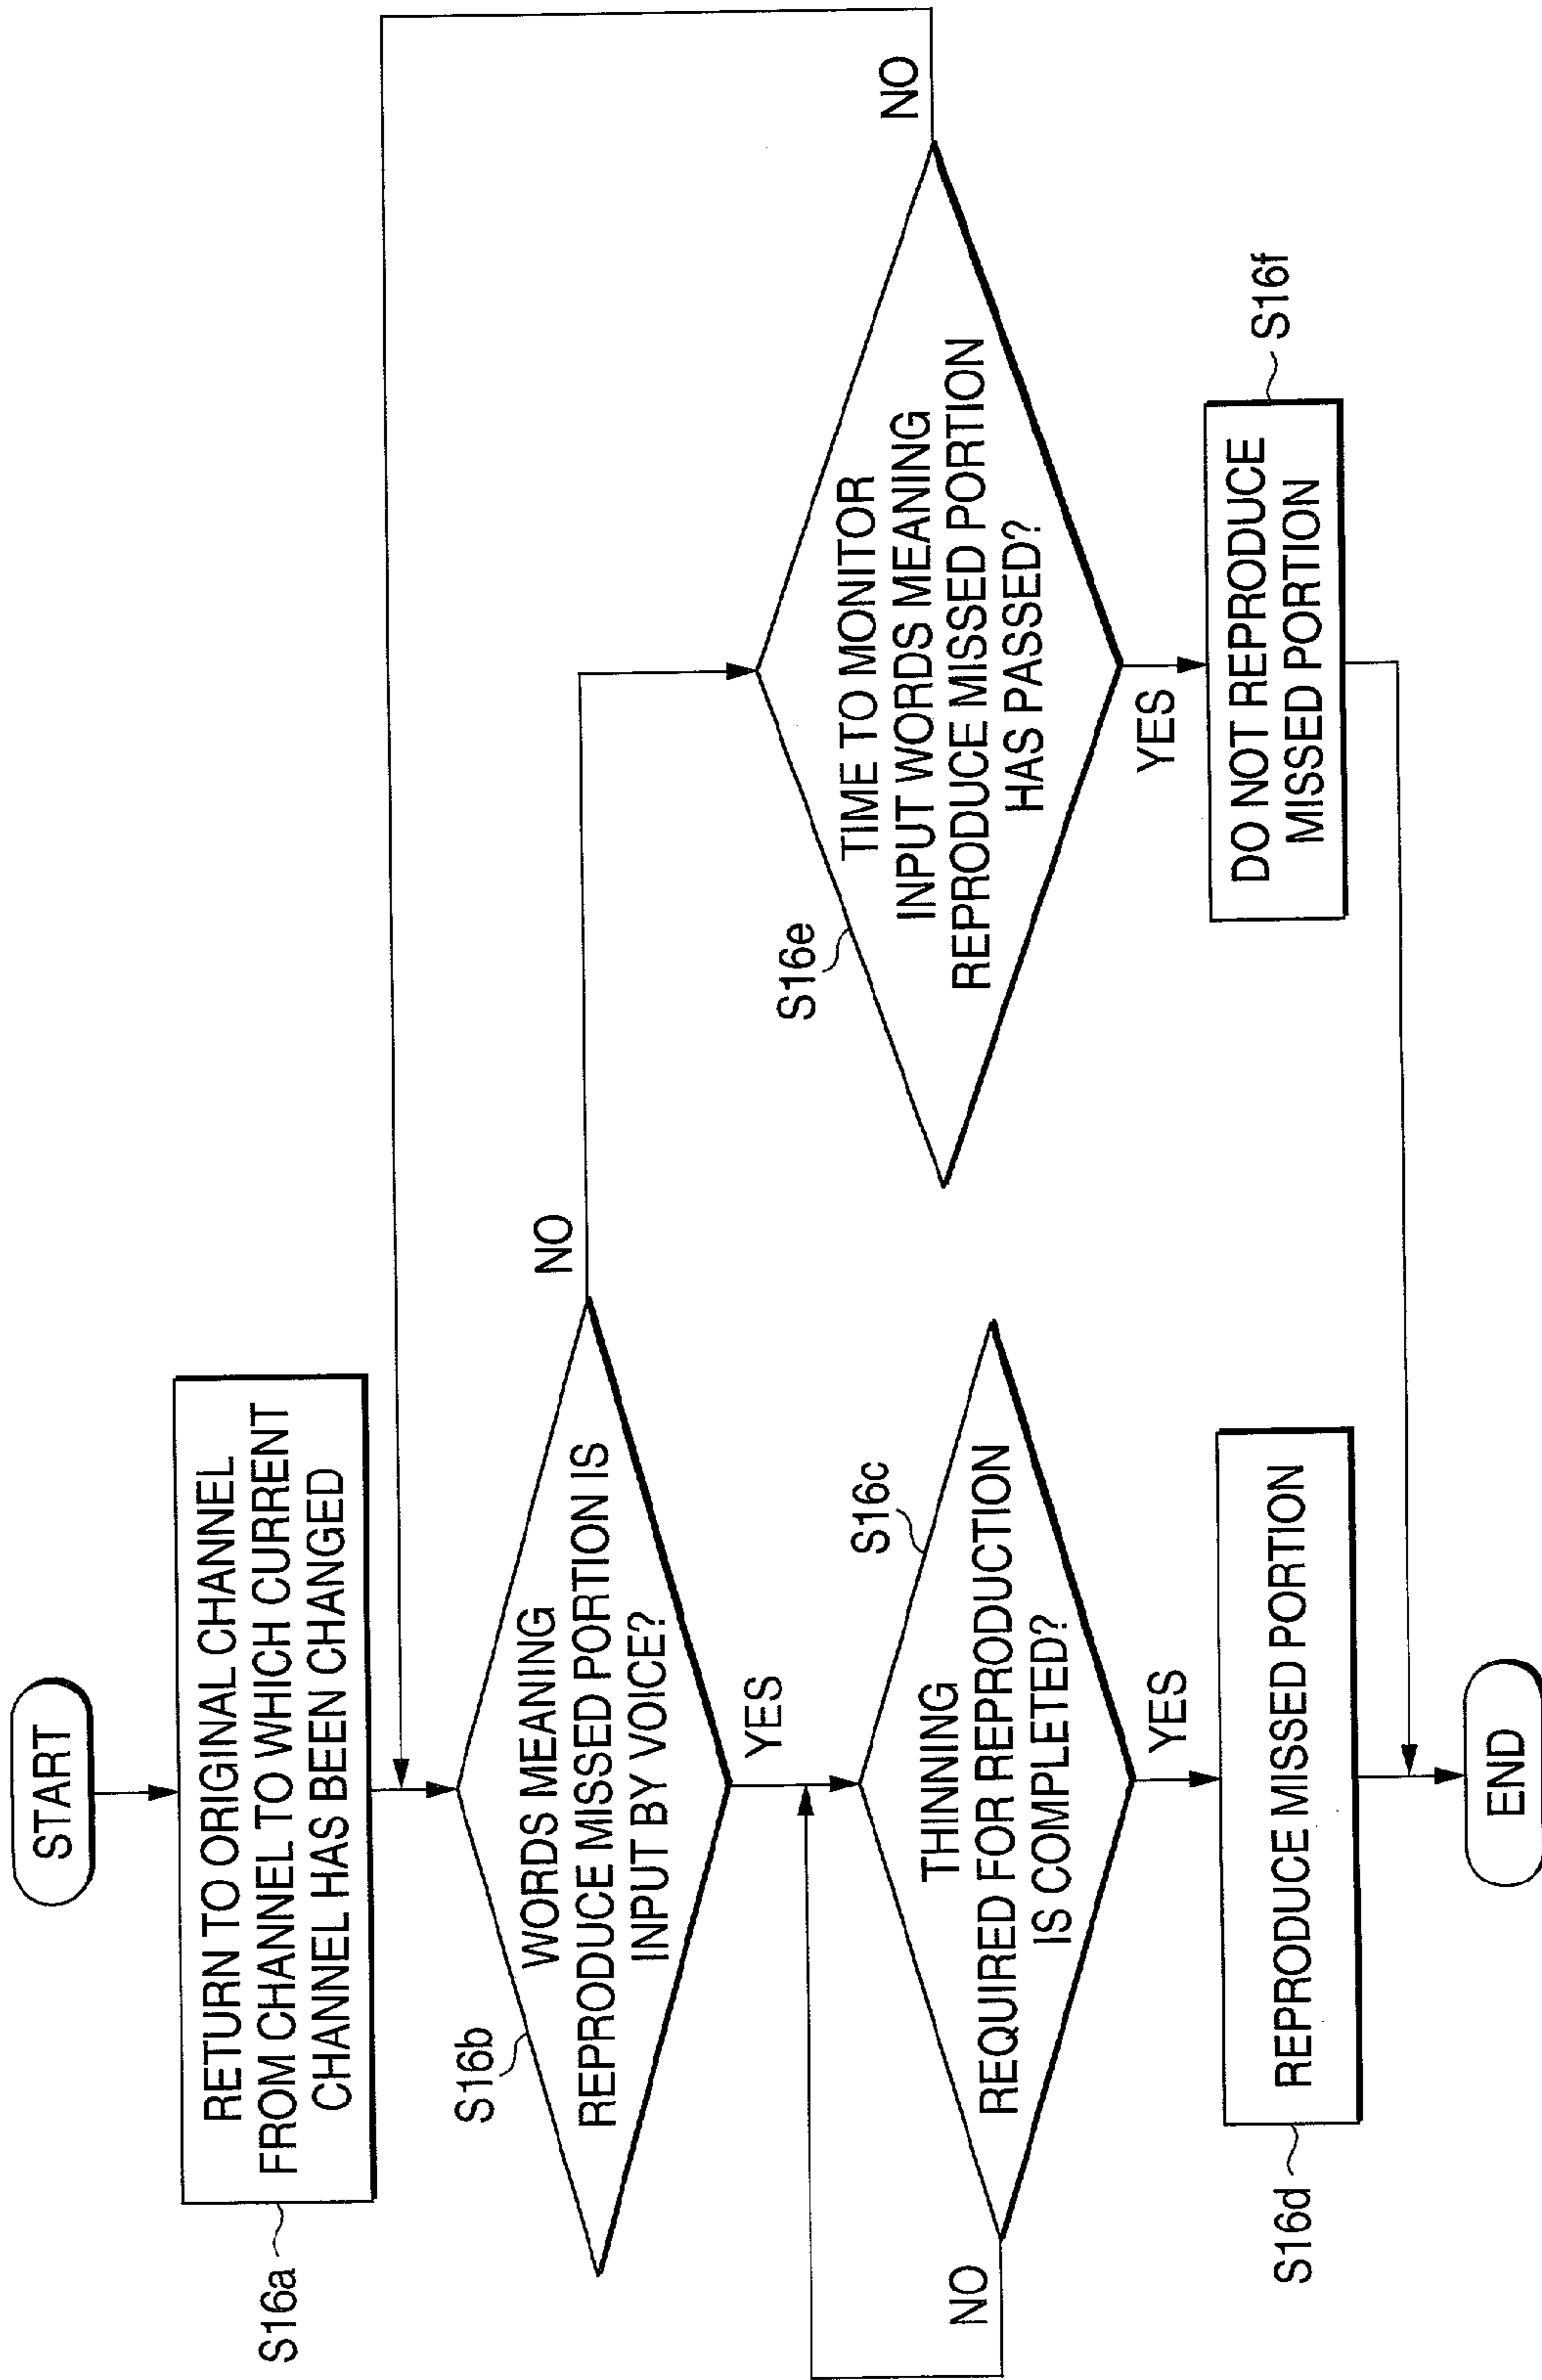 START
S16a
RETURN TO ORIGINAL CHANNEL
FROM CHANNEL TO WHICH CURRENT
CHANNEL HAS BEEN CHANGED
S16b
WORDS MEANING
REPRODUCE MISSED PORTION IS
INPUT BY VOICE?
NO
YES
S16c
THINNING
REQUIRED FOR REPRODUCTION
IS COMPLETED?
NO
YES
S16d
REPRODUCE MISSED PORTION
S16e
TIME TO MONITOR
INPUT WORDS MEANING
REPRODUCE MISSED PORTION
HAS PASSED?
NO
YES
S16f
DO NOT REPRODUCE
MISSED PORTION
END